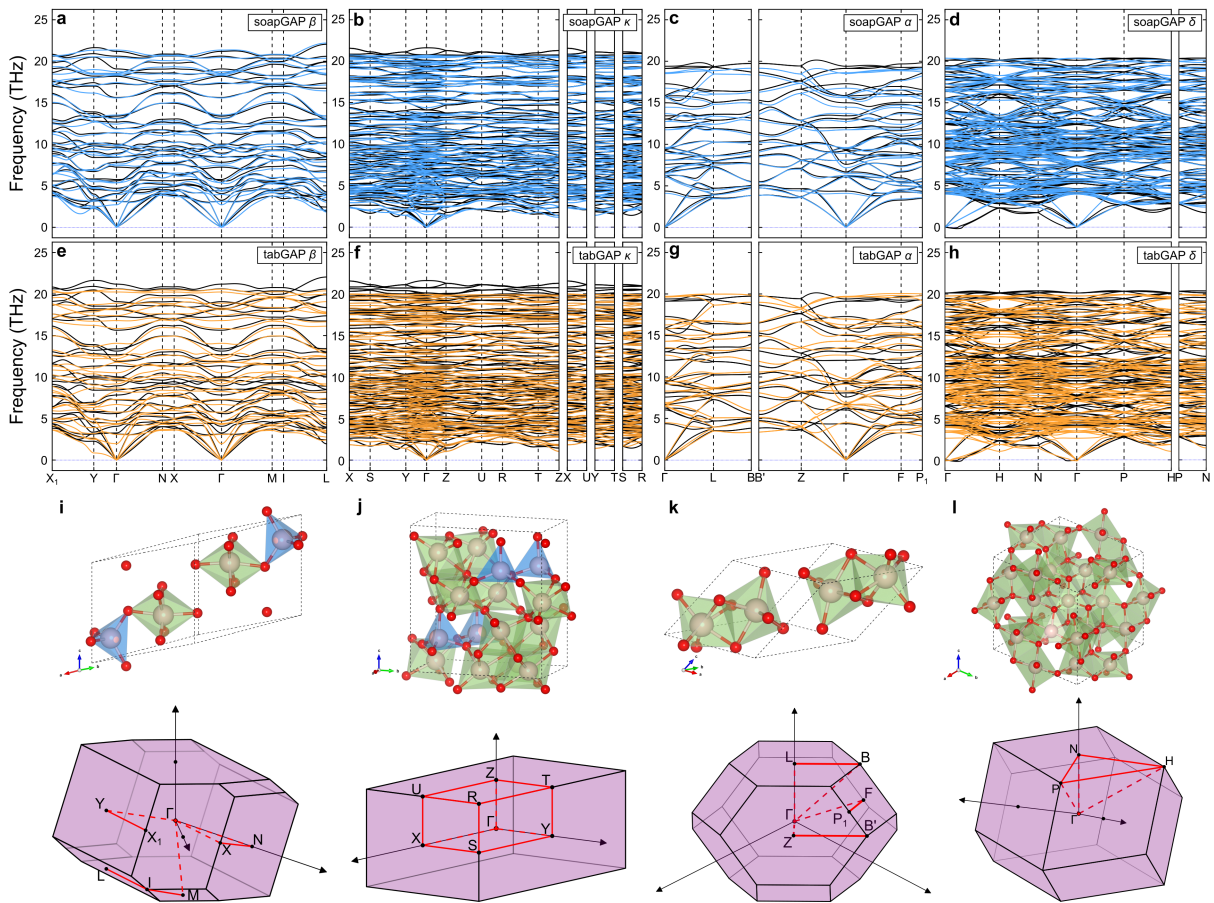 a soapGAP β
b soapGAP κ
c soapGAP α
d soapGAP δ
Frequency (THz)
25
20
15
10
5
0
e tabGAP β
f tabGAP κ
g tabGAP α
h tabGAP δ
Frequency (THz)
25
20
15
10
5
0
X₁ Y Γ N X Γ M I L
X S Y Γ Z U R T Z X U Y T S R
Γ L B B' Z Γ F P₁
Γ H N Γ P H P N
i
c
a
b
j
c
b
k
c
b
a
l
c
a
b
Y
Γ
X₁
X
N
L
I
M
Z
T
U
R
Γ
X
S
Y
L
B
F
Γ
P₁
Z
B'
N
H
P
Γ